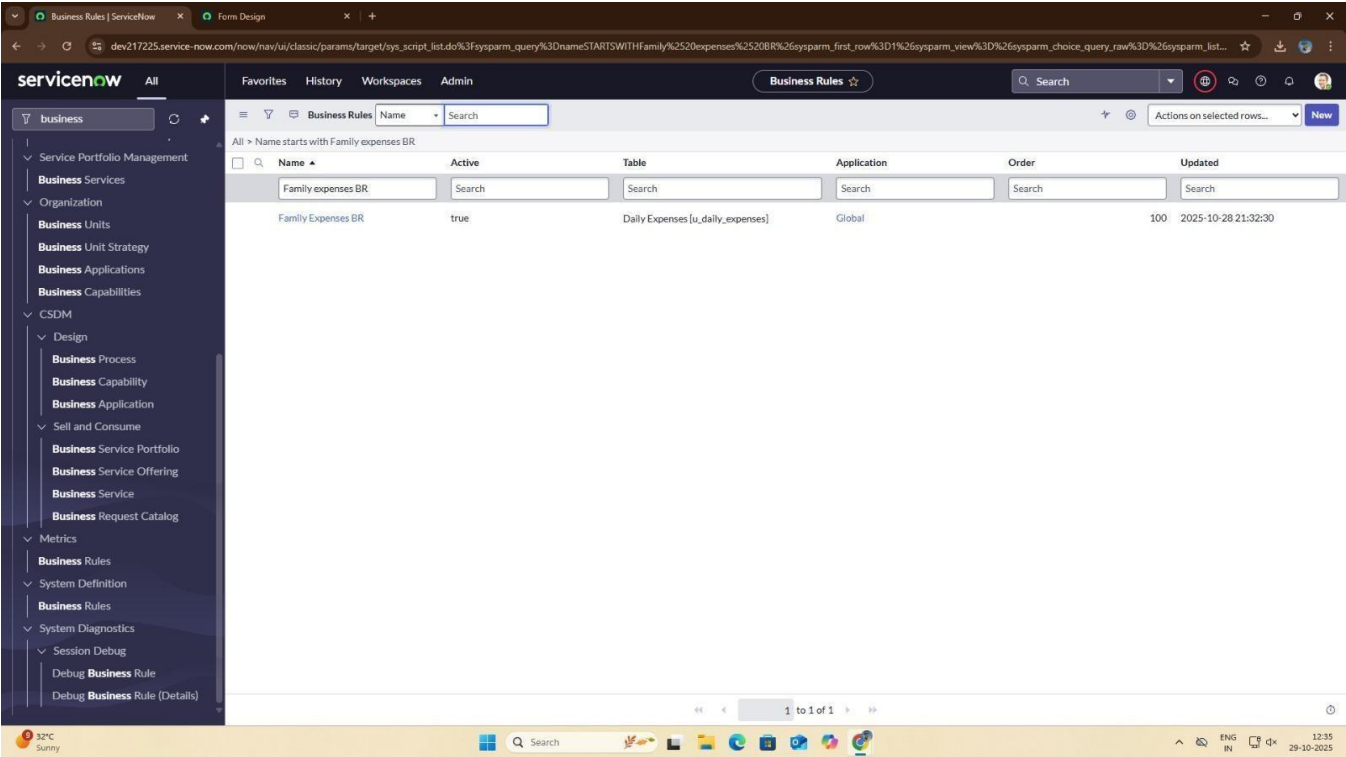 Business Rules | ServiceNow
Form Design
dev217225.service-now.com/now/nav/ui/classic/params/target/sys_script_list.do%3Fsysparm_query%3DnameSTARTSWITHFamily%2520expenses%2520BR%26sysparm_first_row%3D1%26sysparm_view%3D%26sysparm_choice_query_raw%3D%26sysparm_list...
servicenow All Favorites History Workspaces Admin Business Rules Search
business
Business Rules Name Search Actions on selected rows... New
All > Name starts with Family expenses BR
Name Active Table Application Order Updated
Family expenses BR Search Search Search Search Search
Family Expenses BR true Daily Expenses [u_daily_expenses] Global 100 2025-10-28 21:32:30
Service Portfolio Management
Business Services
Organization
Business Units
Business Unit Strategy
Business Applications
Business Capabilities
CSDM
Design
Business Process
Business Capability
Business Application
Sell and Consume
Business Service Portfolio
Business Service Offering
Business Service
Business Request Catalog
Metrics
Business Rules
System Definition
Business Rules
System Diagnostics
Session Debug
Debug Business Rule
Debug Business Rule (Details)
1 to 1 of 1
9
32°C
Sunny
Search
ENG
IN
12:35
29-10-2025